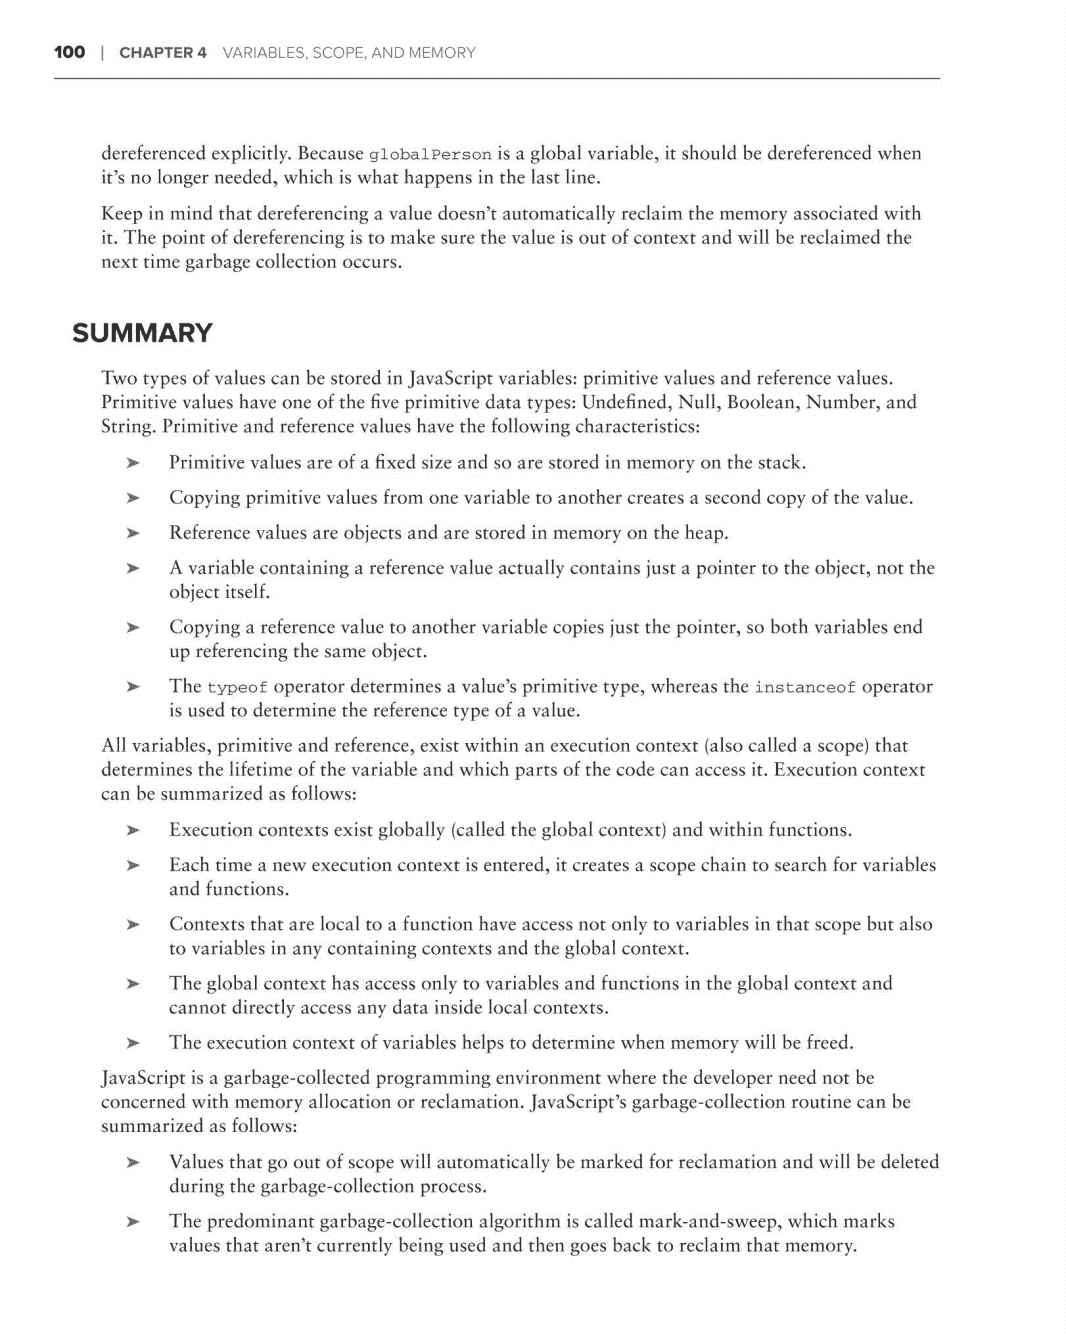 100 | CHAPTER 4 VARIABLES, SCOPE, AND MEMORY
dereferenced explicitly. Because globalPerson is a global variable, it should be dereferenced when
it’s no longer needed, which is what happens in the last line.
Keep in mind that dereferencing a value doesn’t automatically reclaim the memory associated with
it. The point of dereferencing is to make sure the value is out of context and will be reclaimed the
next time garbage collection occurs.
SUMMARY
Two types of values can be stored in JavaScript variables: primitive values and reference values.
Primitive values have one of the five primitive data types: Undefined, Null, Boolean, Number, and
String. Primitive and reference values have the following characteristics:
➤ Primitive values are of a fixed size and so are stored in memory on the stack.
➤ Copying primitive values from one variable to another creates a second copy of the value.
➤ Reference values are objects and are stored in memory on the heap.
➤ A variable containing a reference value actually contains just a pointer to the object, not the
object itself.
➤ Copying a reference value to another variable copies just the pointer, so both variables end
up referencing the same object.
➤ The typeof operator determines a value’s primitive type, whereas the instanceof operator
is used to determine the reference type of a value.
All variables, primitive and reference, exist within an execution context (also called a scope) that
determines the lifetime of the variable and which parts of the code can access it. Execution context
can be summarized as follows:
➤ Execution contexts exist globally (called the global context) and within functions.
➤ Each time a new execution context is entered, it creates a scope chain to search for variables
and functions.
➤ Contexts that are local to a function have access not only to variables in that scope but also
to variables in any containing contexts and the global context.
➤ The global context has access only to variables and functions in the global context and
cannot directly access any data inside local contexts.
➤ The execution context of variables helps to determine when memory will be freed.
JavaScript is a garbage-collected programming environment where the developer need not be
concerned with memory allocation or reclamation. JavaScript’s garbage-collection routine can be
summarized as follows:
➤ Values that go out of scope will automatically be marked for reclamation and will be deleted
during the garbage-collection process.
➤ The predominant garbage-collection algorithm is called mark-and-sweep, which marks
values that aren’t currently being used and then goes back to reclaim that memory.